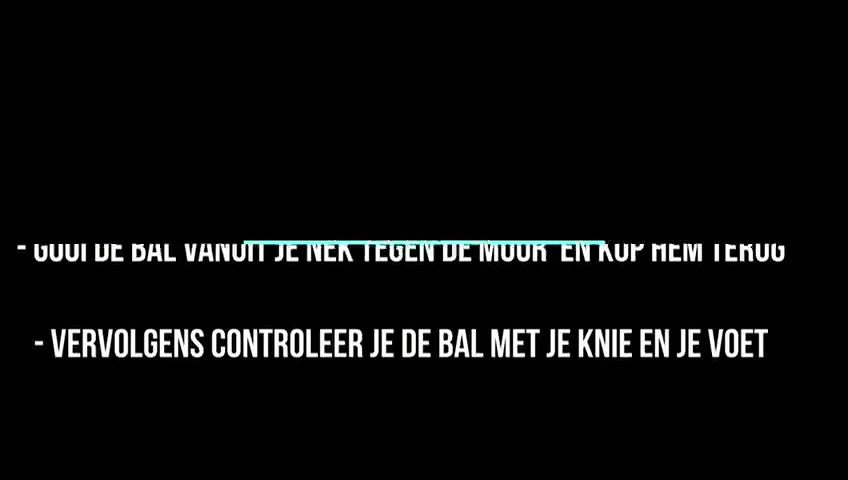 - GOOI DE BAL VANUIT JE NEK TEGEN DE MUUR EN KOP HEM TERUG
- VERVOLGENS CONTROLEER JE DE BAL MET JE KNIE EN JE VOET